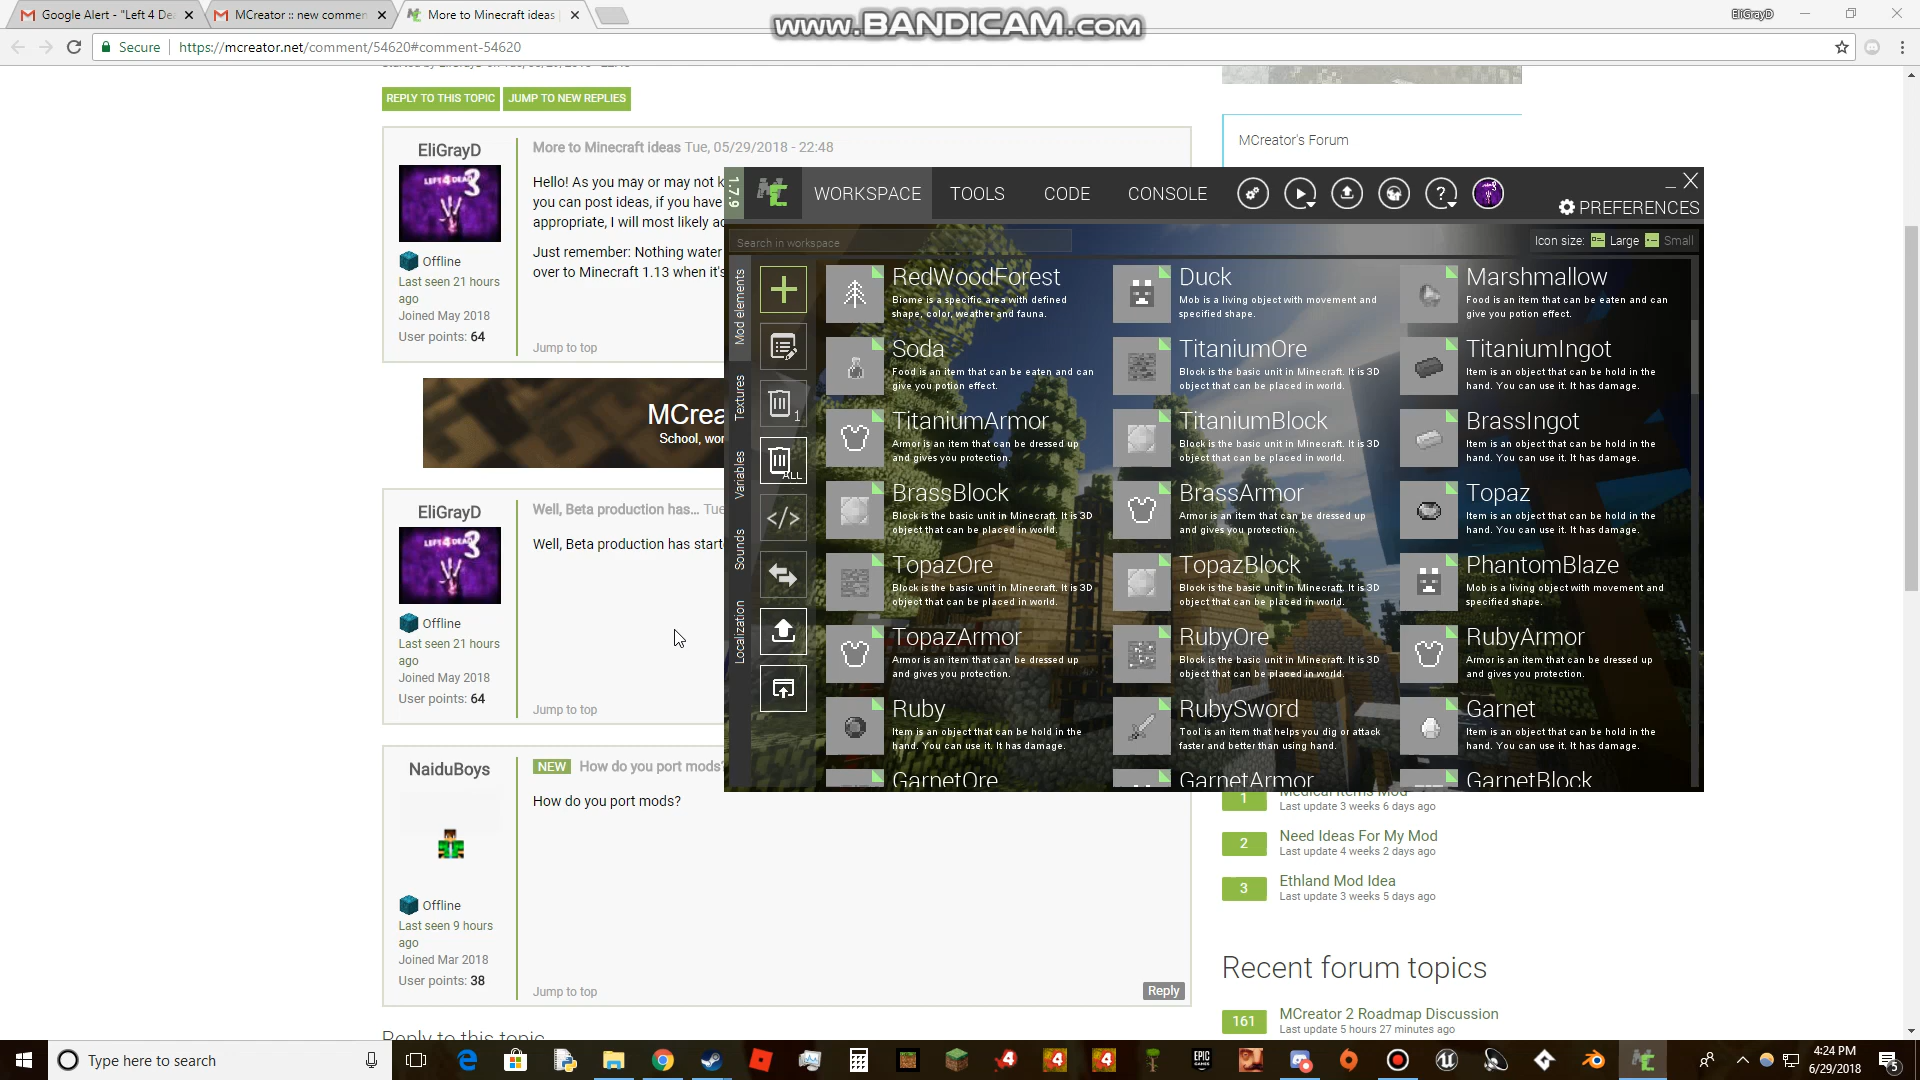 Google Alert - "Left 4 De
MCreator :: new commen
More to Minecraft ideas
www.BANDICAM.com
EliGrayD
Secure
https://mcreator.net/comment/54620#comment-54620
REPLY TO THIS TOPIC
JUMP TO NEW REPLIES
EliGrayD
LEFT 4 DEAD 3
Offline
Last seen 21 hours
ago
Joined May 2018
User points: 64
More to Minecraft ideas Tue, 05/29/2018 - 22:48
Hello! As you may or may not k
you can post ideas, if you have
appropriate, I will most likely ad
Just remember: Nothing water
over to Minecraft 1.13 when it's
Jump to top
MCrea
School, wor
EliGrayD
LEFT 4 DEAD 3
Offline
Last seen 21 hours
ago
Joined May 2018
User points: 64
Well, Beta production has... Tue
Well, Beta production has start
Jump to top
NaiduBoys
Offline
Last seen 9 hours
ago
Joined Mar 2018
User points: 38
NEW How do you port mods?
How do you port mods?
Jump to top
Reply
Reply to this topic
MCreator's Forum
1.7.9
WORKSPACE
TOOLS
CODE
CONSOLE
PREFERENCES
Search in workspace
Icon size: Large Small
Mod elements
Textures
Variables
Sounds
Localization
1
ALL
RedWoodForest
Biome is a specific area with defined
shape, color, weather and fauna.
Duck
Mob is a living object with movement and
specified shape.
Marshmallow
Food is an item that can be eaten and can
give you potion effect.
Soda
Food is an item that can be eaten and can
give you potion effect.
TitaniumOre
Block is the basic unit in Minecraft. It is 3D
object that can be placed in world.
TitaniumIngot
Item is an object that can be hold in the
hand. You can use it. It has damage.
TitaniumArmor
Armor is an item that can be dressed up
and gives you protection.
TitaniumBlock
Block is the basic unit in Minecraft. It is 3D
object that can be placed in world.
BrassIngot
Item is an object that can be hold in the
hand. You can use it. It has damage.
BrassBlock
Block is the basic unit in Minecraft. It is 3D
object that can be placed in world.
BrassArmor
Armor is an item that can be dressed up
and gives you protection.
Topaz
Item is an object that can be hold in the
hand. You can use it. It has damage.
TopazOre
Block is the basic unit in Minecraft. It is 3D
object that can be placed in world.
TopazBlock
Block is the basic unit in Minecraft. It is 3D
object that can be placed in world.
PhantomBlaze
Mob is a living object with movement and
specified shape.
TopazArmor
Armor is an item that can be dressed up
and gives you protection.
RubyOre
Block is the basic unit in Minecraft. It is 3D
object that can be placed in world.
RubyArmor
Armor is an item that can be dressed up
and gives you protection.
Ruby
Item is an object that can be hold in the
hand. You can use it. It has damage.
RubySword
Tool is an item that helps you dig or attack
faster and better than using hand.
Garnet
Item is an object that can be hold in the
hand. You can use it. It has damage.
GarnetOre
GarnetArmor
GarnetBlock
1
Medical Items Mod
Last update 3 weeks 6 days ago
2
Need Ideas For My Mod
Last update 4 weeks 2 days ago
3
Ethland Mod Idea
Last update 3 weeks 5 days ago
Recent forum topics
161
MCreator 2 Roadmap Discussion
Last update 5 hours 27 minutes ago
Type here to search
EPIC GAMES
4:24 PM
6/29/2018
5